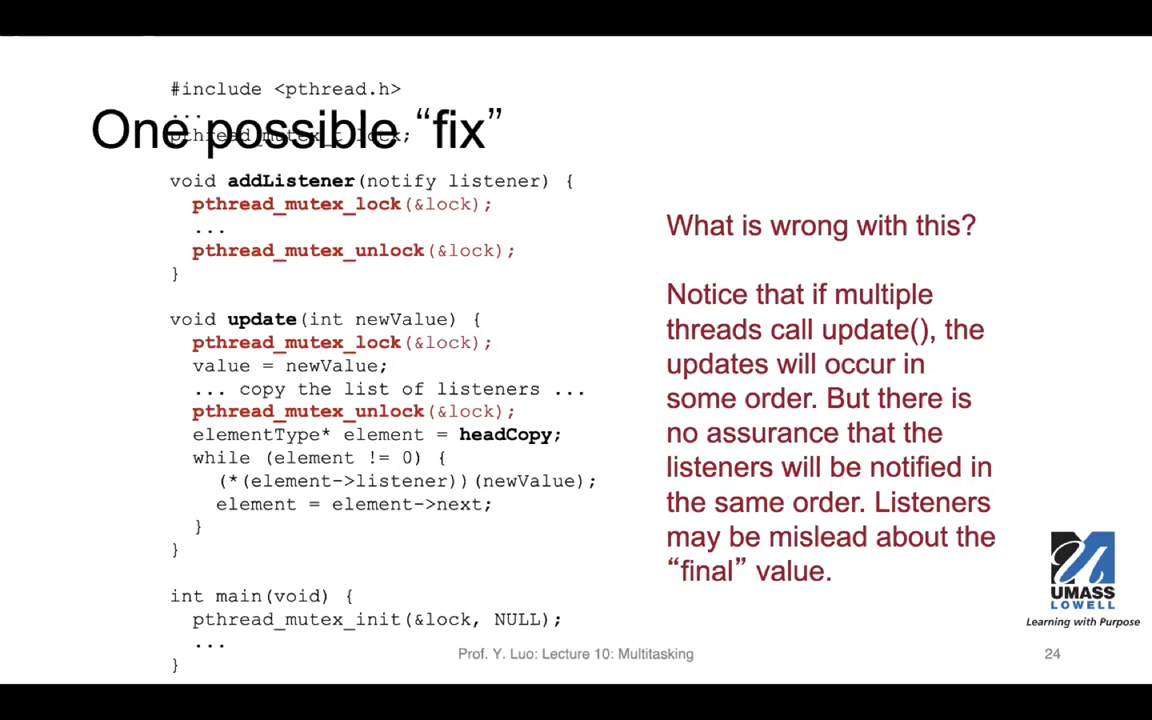 #include <pthread.h>
...
One possible “fix”
pthread_mutex_t lock;
void addListener(notify listener) {
pthread_mutex_lock(&lock);
...
pthread_mutex_unlock(&lock);
}
void update(int newValue) {
pthread_mutex_lock(&lock);
value = newValue;
... copy the list of listeners ...
pthread_mutex_unlock(&lock);
elementType* element = headCopy;
while (element != 0) {
(*(element->listener))(newValue);
element = element->next;
}
}
int main(void) {
pthread_mutex_init(&lock, NULL);
...
}
What is wrong with this?
Notice that if multiple
threads call update(), the
updates will occur in
some order. But there is
no assurance that the
listeners will be notified in
the same order. Listeners
may be mislead about the
“final” value.
UMASS
LOWELL
Learning with Purpose
Prof. Y. Luo: Lecture 10: Multitasking
24